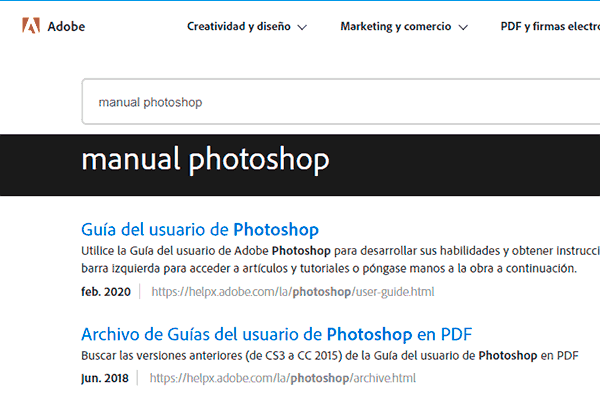 Adobe
Creatividad y diseño
Marketing y comercio
PDF y firmas
manual photoshop
manual photoshop
Guía del usuario de Photoshop
Utilice la Guía del usuario de Adobe Photoshop para desarrollar sus habilidades y obtener
barra izquierda para acceder a artículos y tutoriales o póngase manos a la obra a continuación.
feb. 2020 https://helpx.adobe.com/la/photoshop/user-guide.html
Archivo de Guías del usuario de Photoshop en PDF
Buscar las versiones anteriores (de CS3 a CC 2015) de la Guía del usuario de Photoshop en PDF
Jun. 2018 https://helpx.adobe.com/la/photoshop/archive.html